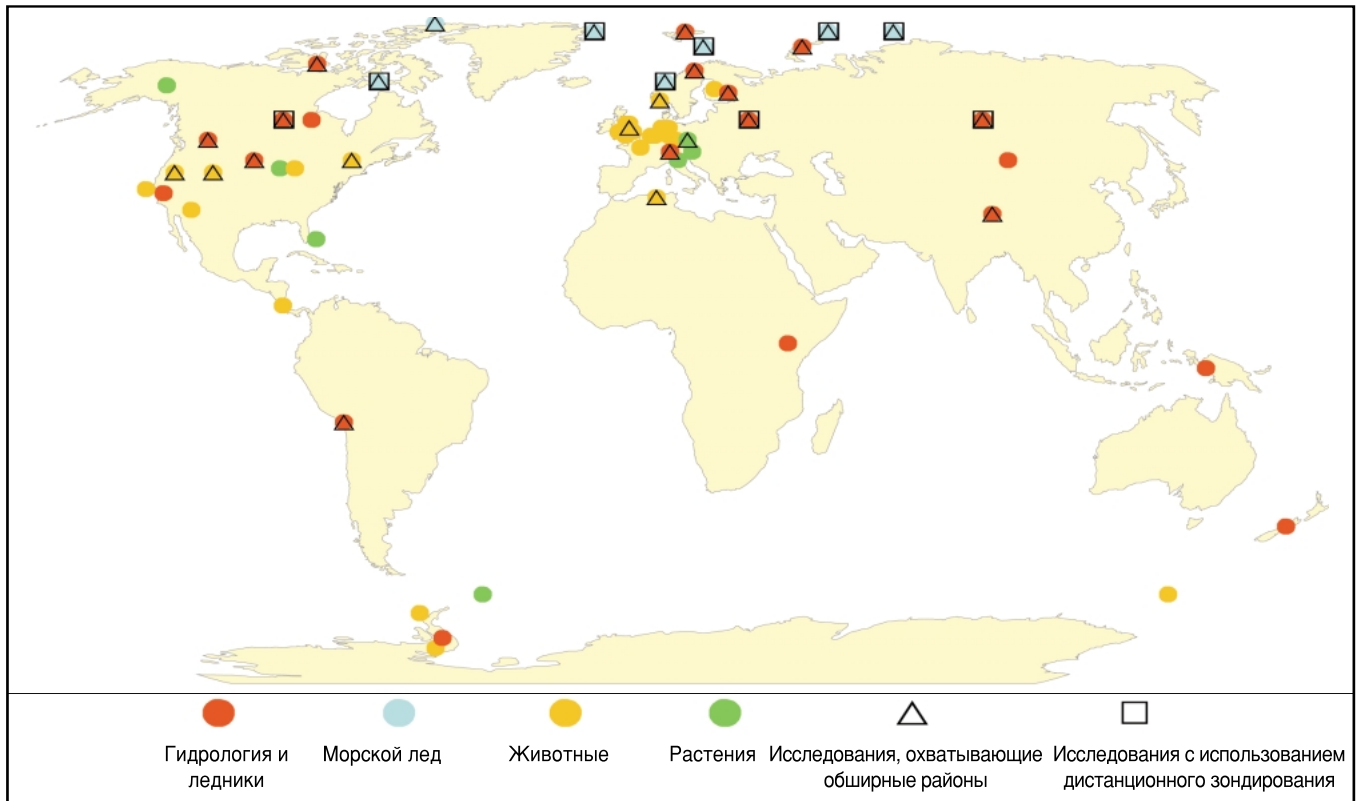 Гидрология и
ледники
Морской лед
Животные
Растения
Исследования, охватывающие
обширные районы
Исследования с использованием
дистанционного зондирования